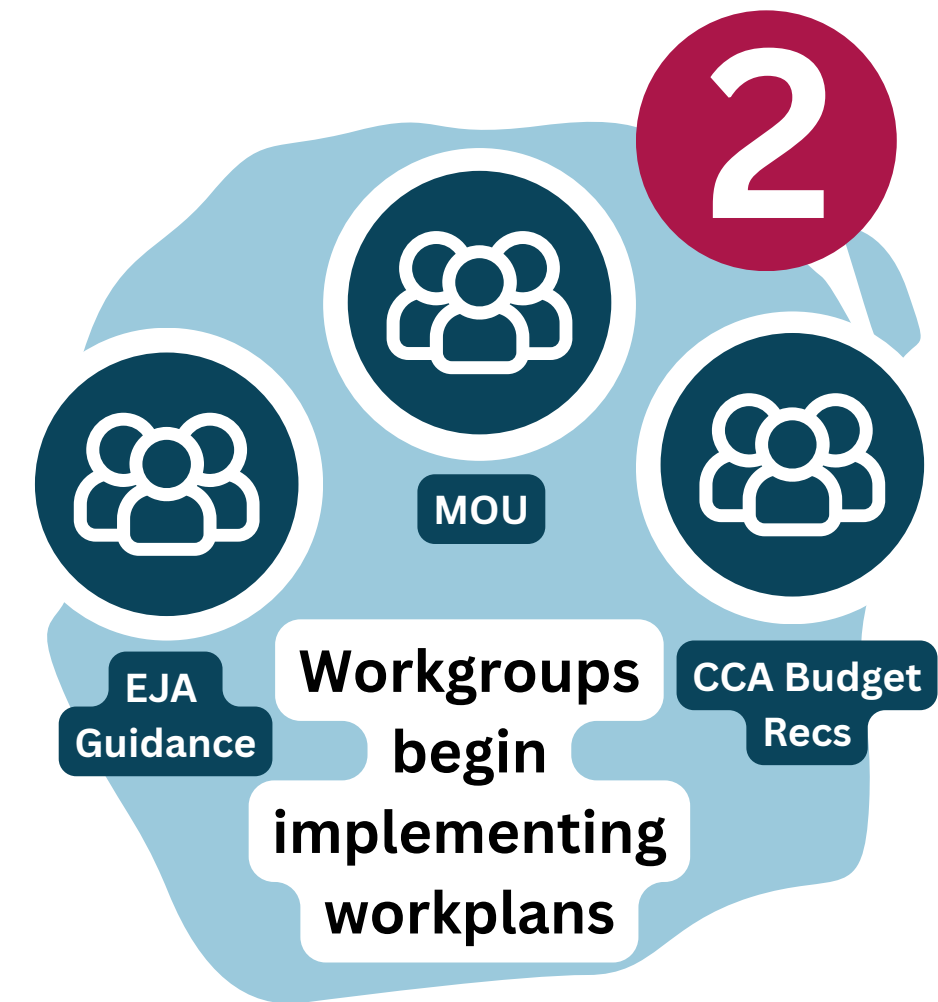 2
MOU
EJA
Guidance
CCA Budget
Recs
Workgroups
begin
implementing
workplans